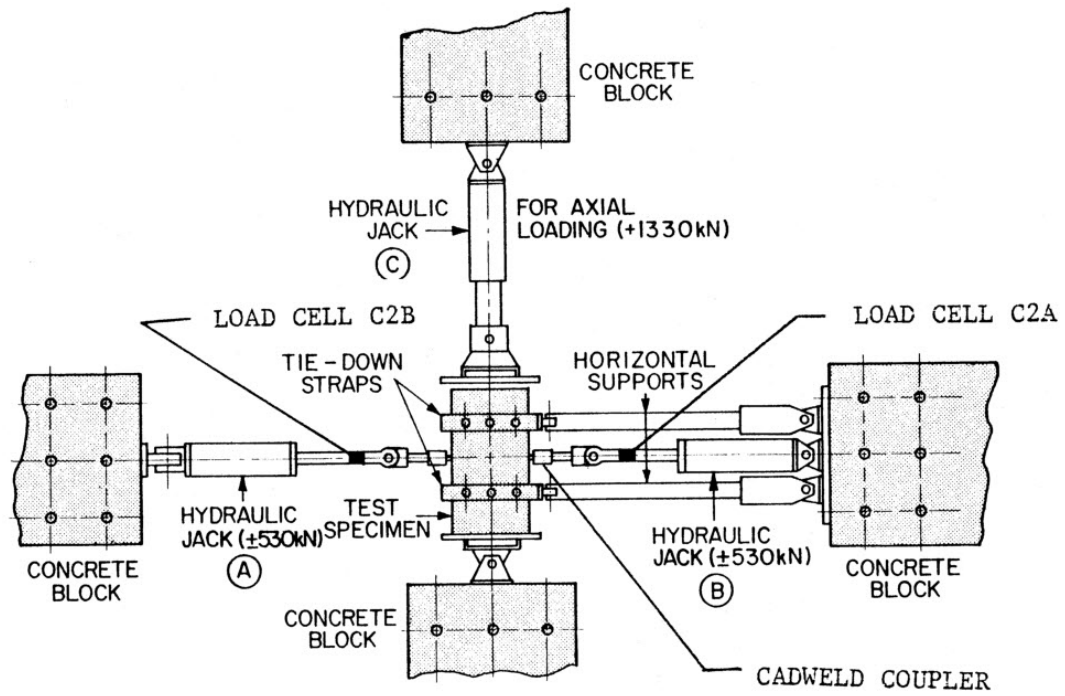 CONCRETE
BLOCK
HYDRAULIC
JACK
C
FOR AXIAL
LOADING (+1330kN)
LOAD CELL C2B
LOAD CELL C2A
TIE-DOWN
STRAPS
HORIZONTAL
SUPPORTS
TEST
SPECIMEN
HYDRAULIC
JACK (±530kN)
A
HYDRAULIC
JACK (±530kN)
B
CONCRETE
BLOCK
CONCRETE
BLOCK
CONCRETE
BLOCK
CADWELD COUPLER